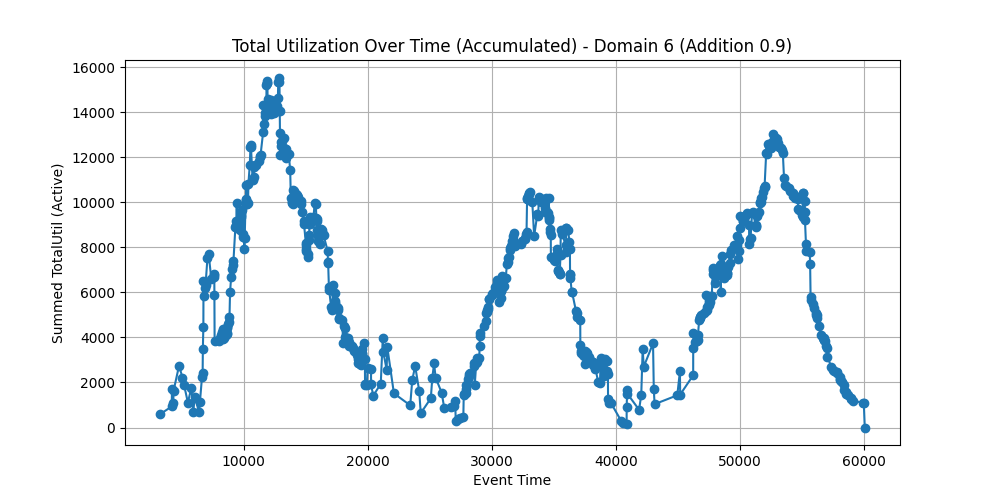 Total Utilization Over Time (Accumulated) - Domain 6 (Addition 0.9)
Summed TotalUtil (Active)
16000
14000
12000
10000
8000
6000
4000
2000
0
10000 20000 30000 40000 50000 60000
Event Time